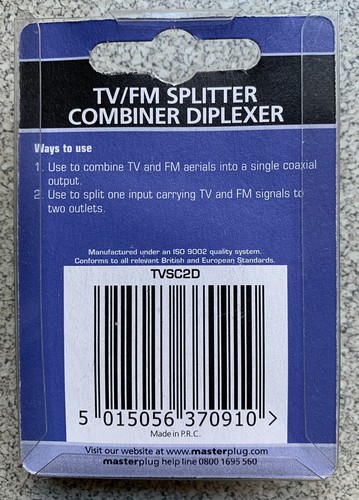 TV/FM SPLITTER
COMBINER DIPLEXER
Ways to use
1. Use to combine TV and FM aerials into a single coaxial
output.
2. Use to split one input carrying TV and FM signals to
two outlets.
Manufactured under an ISO 9002 quality system.
Conforms to all relevant British and European Standards.
TVSC2D
5 015056 370910 >
Made in P.R.C.
Visit our website at www.masterplug.com
masterplug help line 0800 1695 560